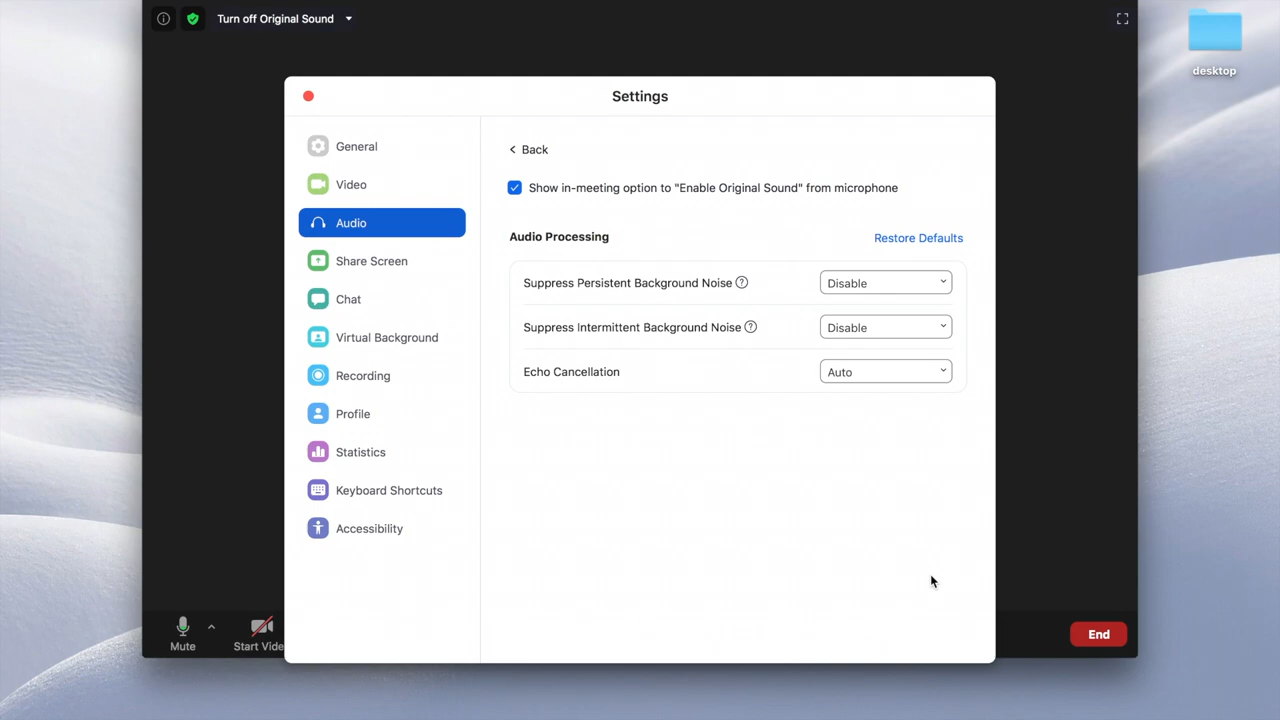 Turn off Original Sound
desktop
Settings
General
Video
Audio
Share Screen
Chat
Virtual Background
Recording
Profile
Statistics
Keyboard Shortcuts
Accessibility
< Back
Show in-meeting option to "Enable Original Sound" from microphone
Audio Processing
Restore Defaults
Suppress Persistent Background Noise ?
Disable
Suppress Intermittent Background Noise ?
Disable
Echo Cancellation
Auto
Mute
Start Vide
End